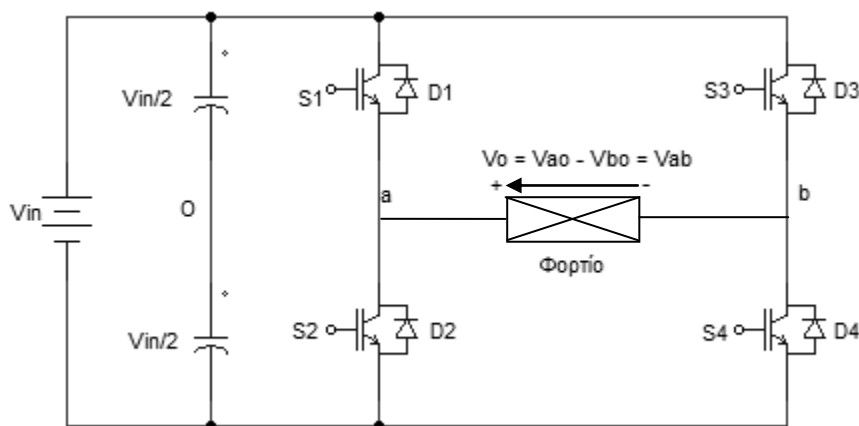 Vin/2
S1
D1
S3
D3
Vo = Vao - Vbo = Vab
+
-
Vin
O
a
b
Φορτίο
Vin/2
S2
D2
S4
D4